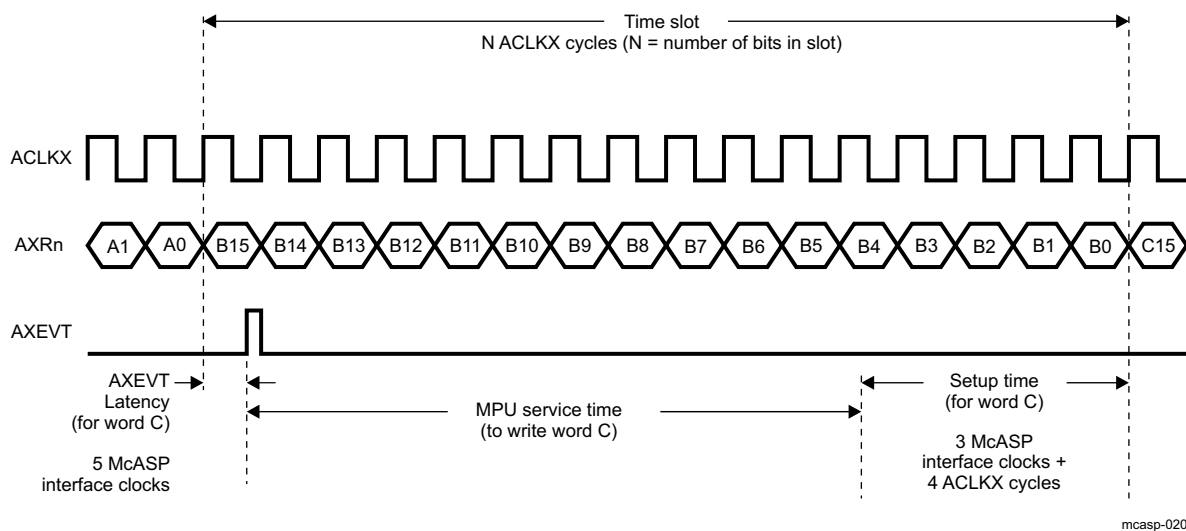 Time slot
N ACLKX cycles (N = number of bits in slot)
ACLKX
AXRn
A1 A0 B15 B14 B13 B12 B11 B10 B9 B8 B7 B6 B5 B4 B3 B2 B1 B0 C15
AXEVT
AXEVT
Latency
(for word C)
5 McASP
interface clocks
MPU service time
(to write word C)
Setup time
(for word C)
3 McASP
interface clocks +
4 ACLKX cycles
mcasp-020